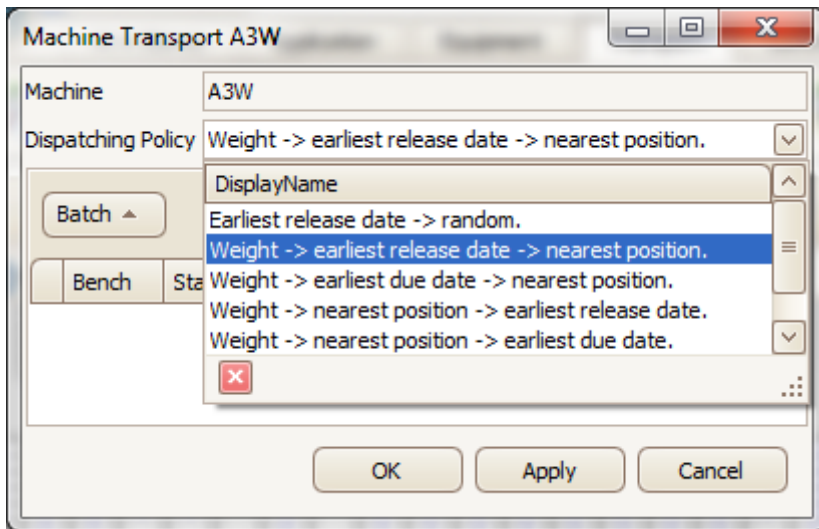 Machine Transport A3W
Machine A3W
Dispatching Policy Weight -> earliest release date -> nearest position.
DisplayName
Batch
Earliest release date -> random.
Weight -> earliest release date -> nearest position.
Bench Sta Weight -> earliest due date -> nearest position.
Weight -> nearest position -> earliest release date.
Weight -> nearest position -> earliest due date.
OK Apply Cancel